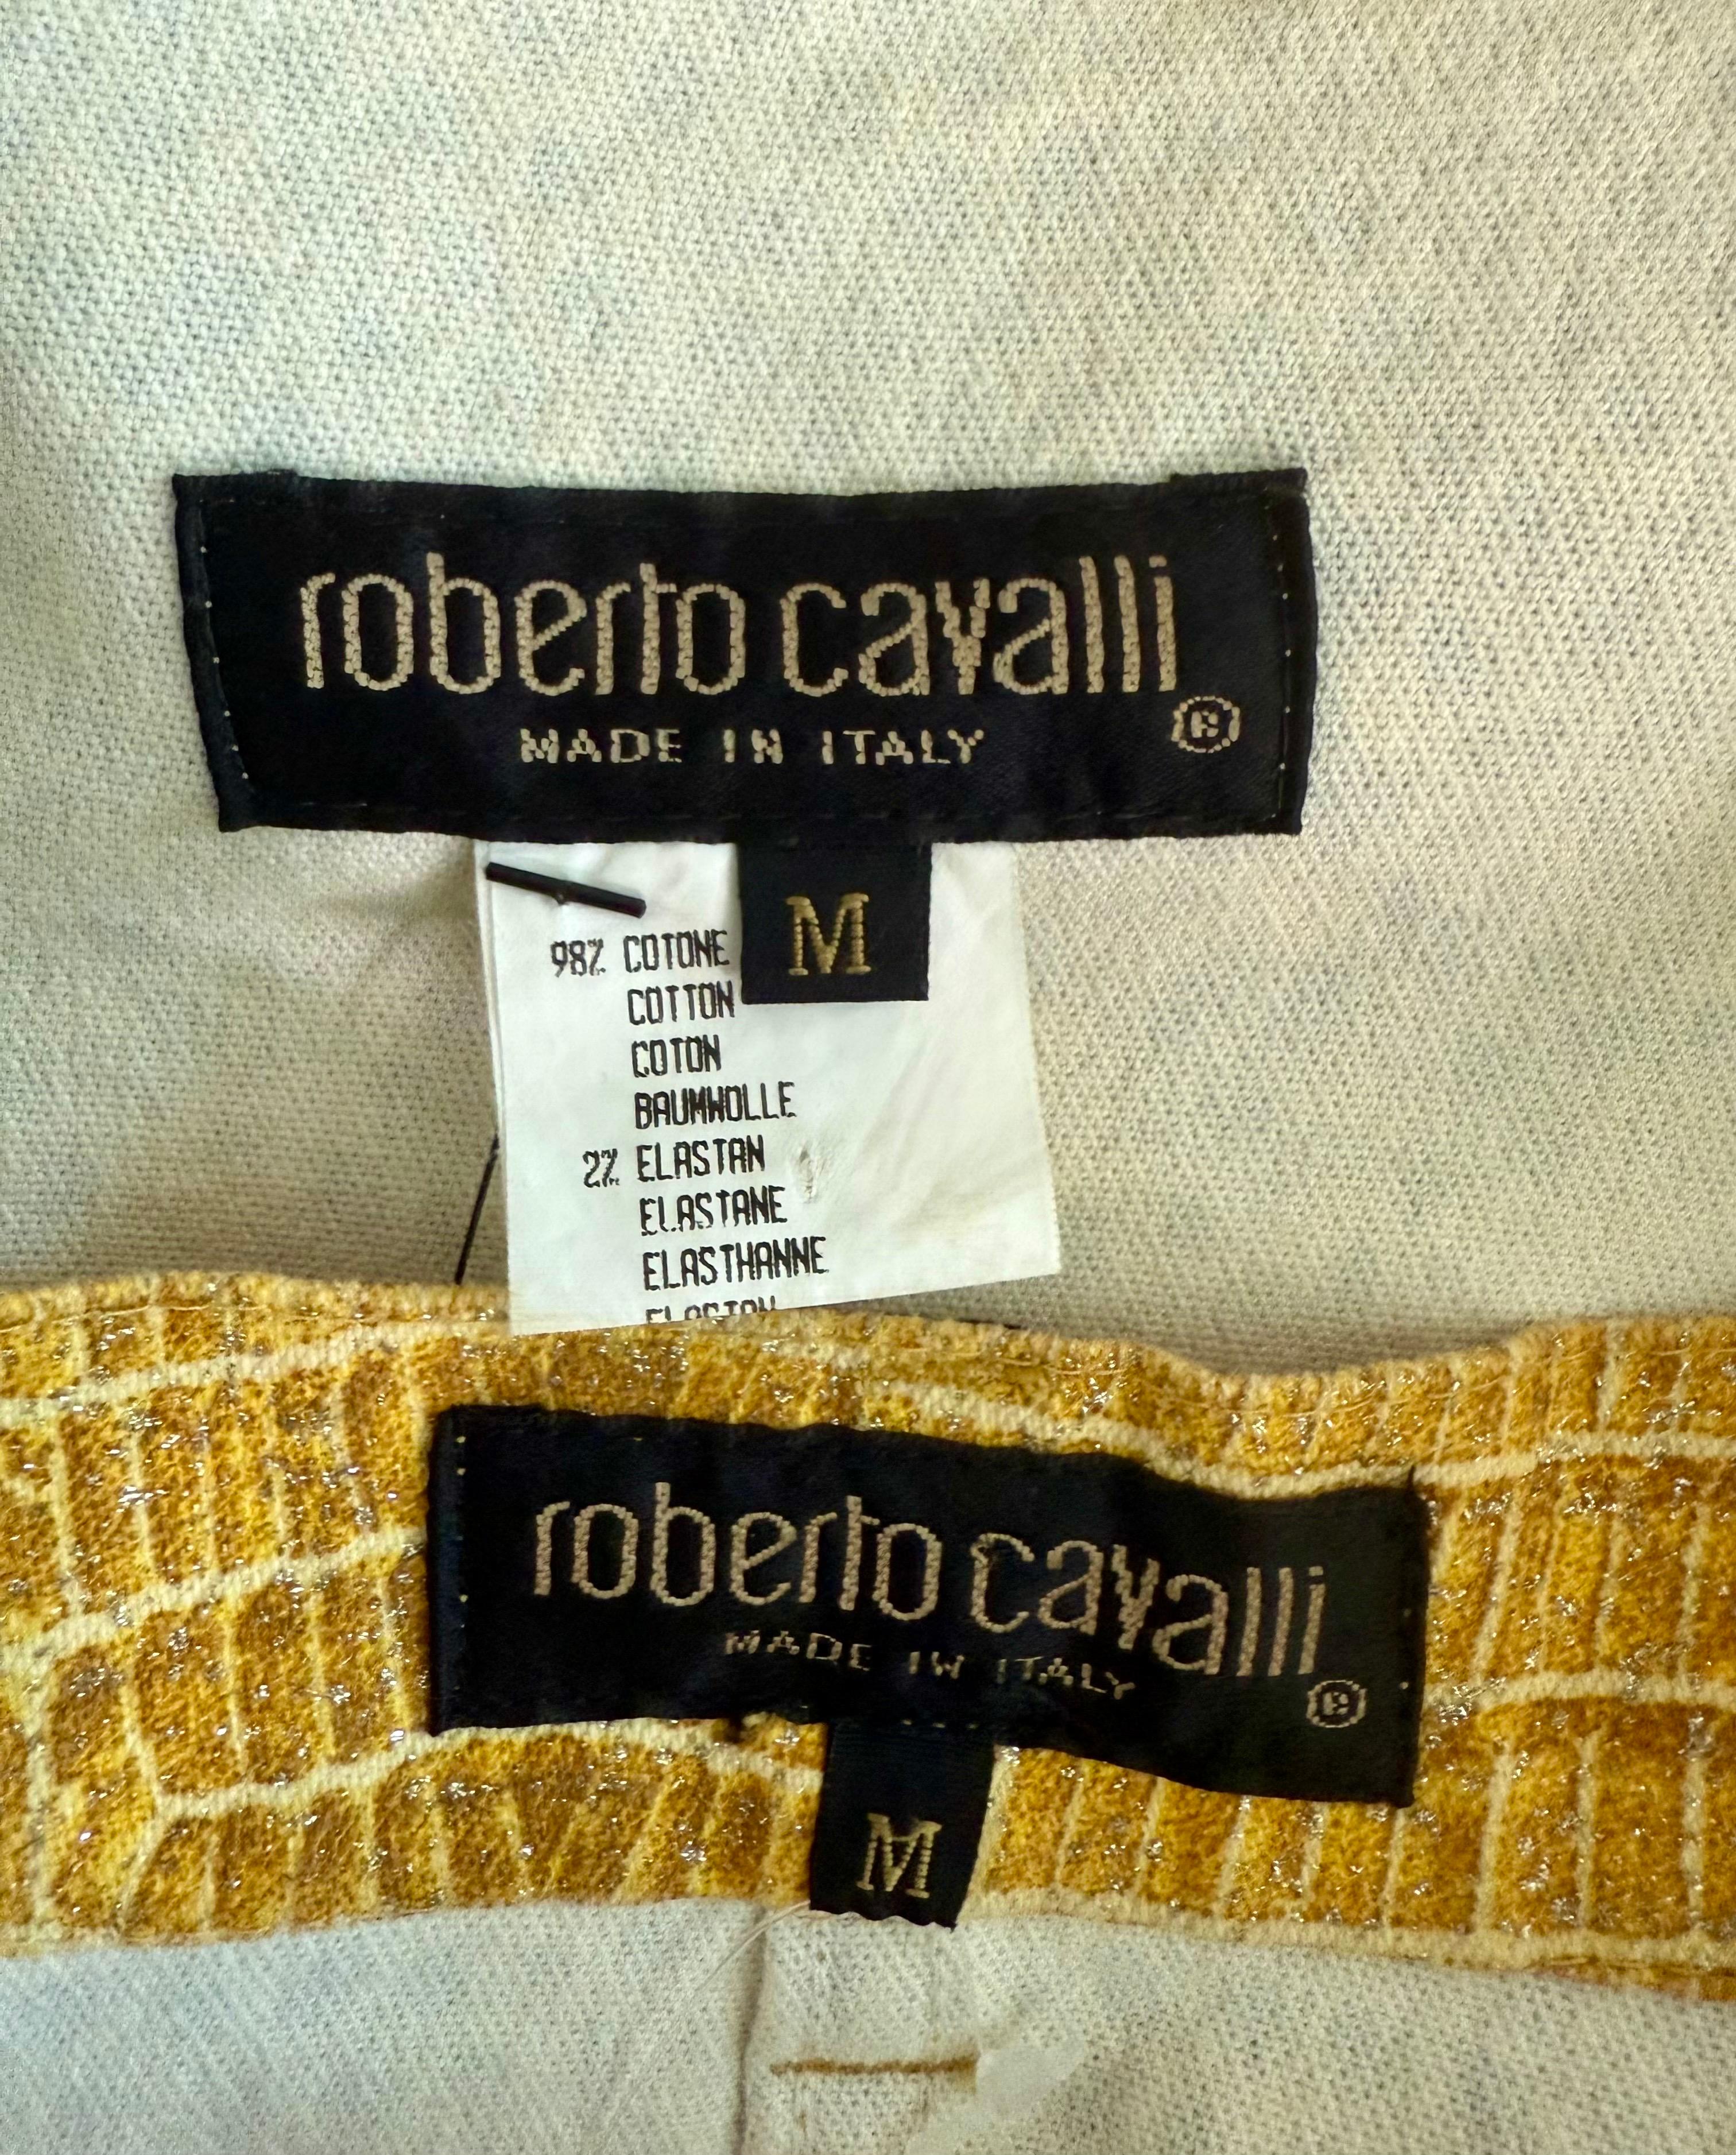 roberto cavalli
MADE IN ITALY ®
M
98% COTONE
COTTON
COTON
BAUMWOLLE
2% ELASTAN
ELASTANE
ELASTHANNE
ELASTAN
roberto cavalli
MADE IN ITALY ®
M